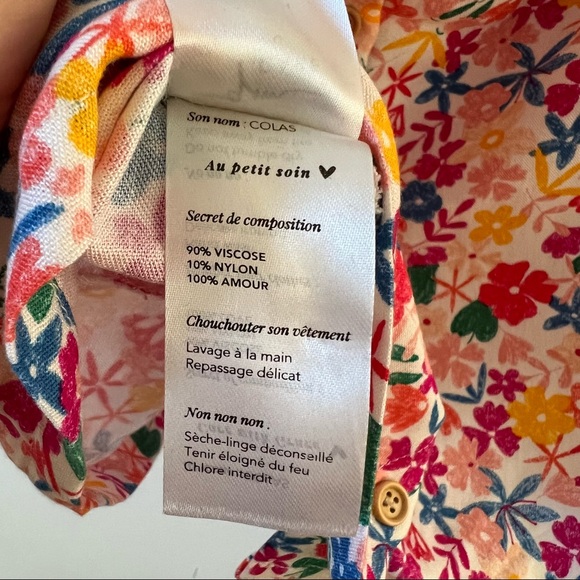 Son nom : COLAS
Au petit soin ♥
Secret de composition
90% VISCOSE
10% NYLON
100% AMOUR
Chouchouter son vêtement
Lavage à la main
Repassage délicat
Non non non :
Sèche-linge déconseillé
Tenir éloigné du feu
Chlore interdit